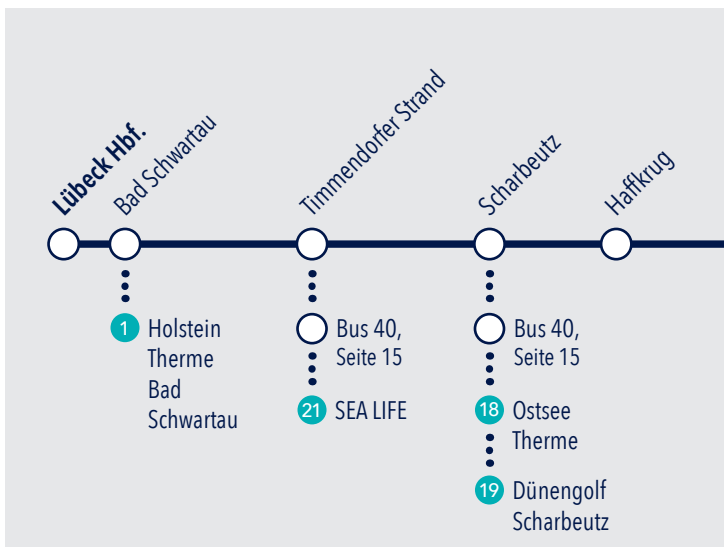 Lübeck Hbf.
Bad Schwartau
Timmendorfer Strand
Scharbeutz
Haffkrug
1 Holstein
Therme
Bad
Schwartau
Bus 40,
Seite 15
21 SEA LIFE
Bus 40,
Seite 15
18 Ostsee
Therme
19 Dünengolf
Scharbeutz